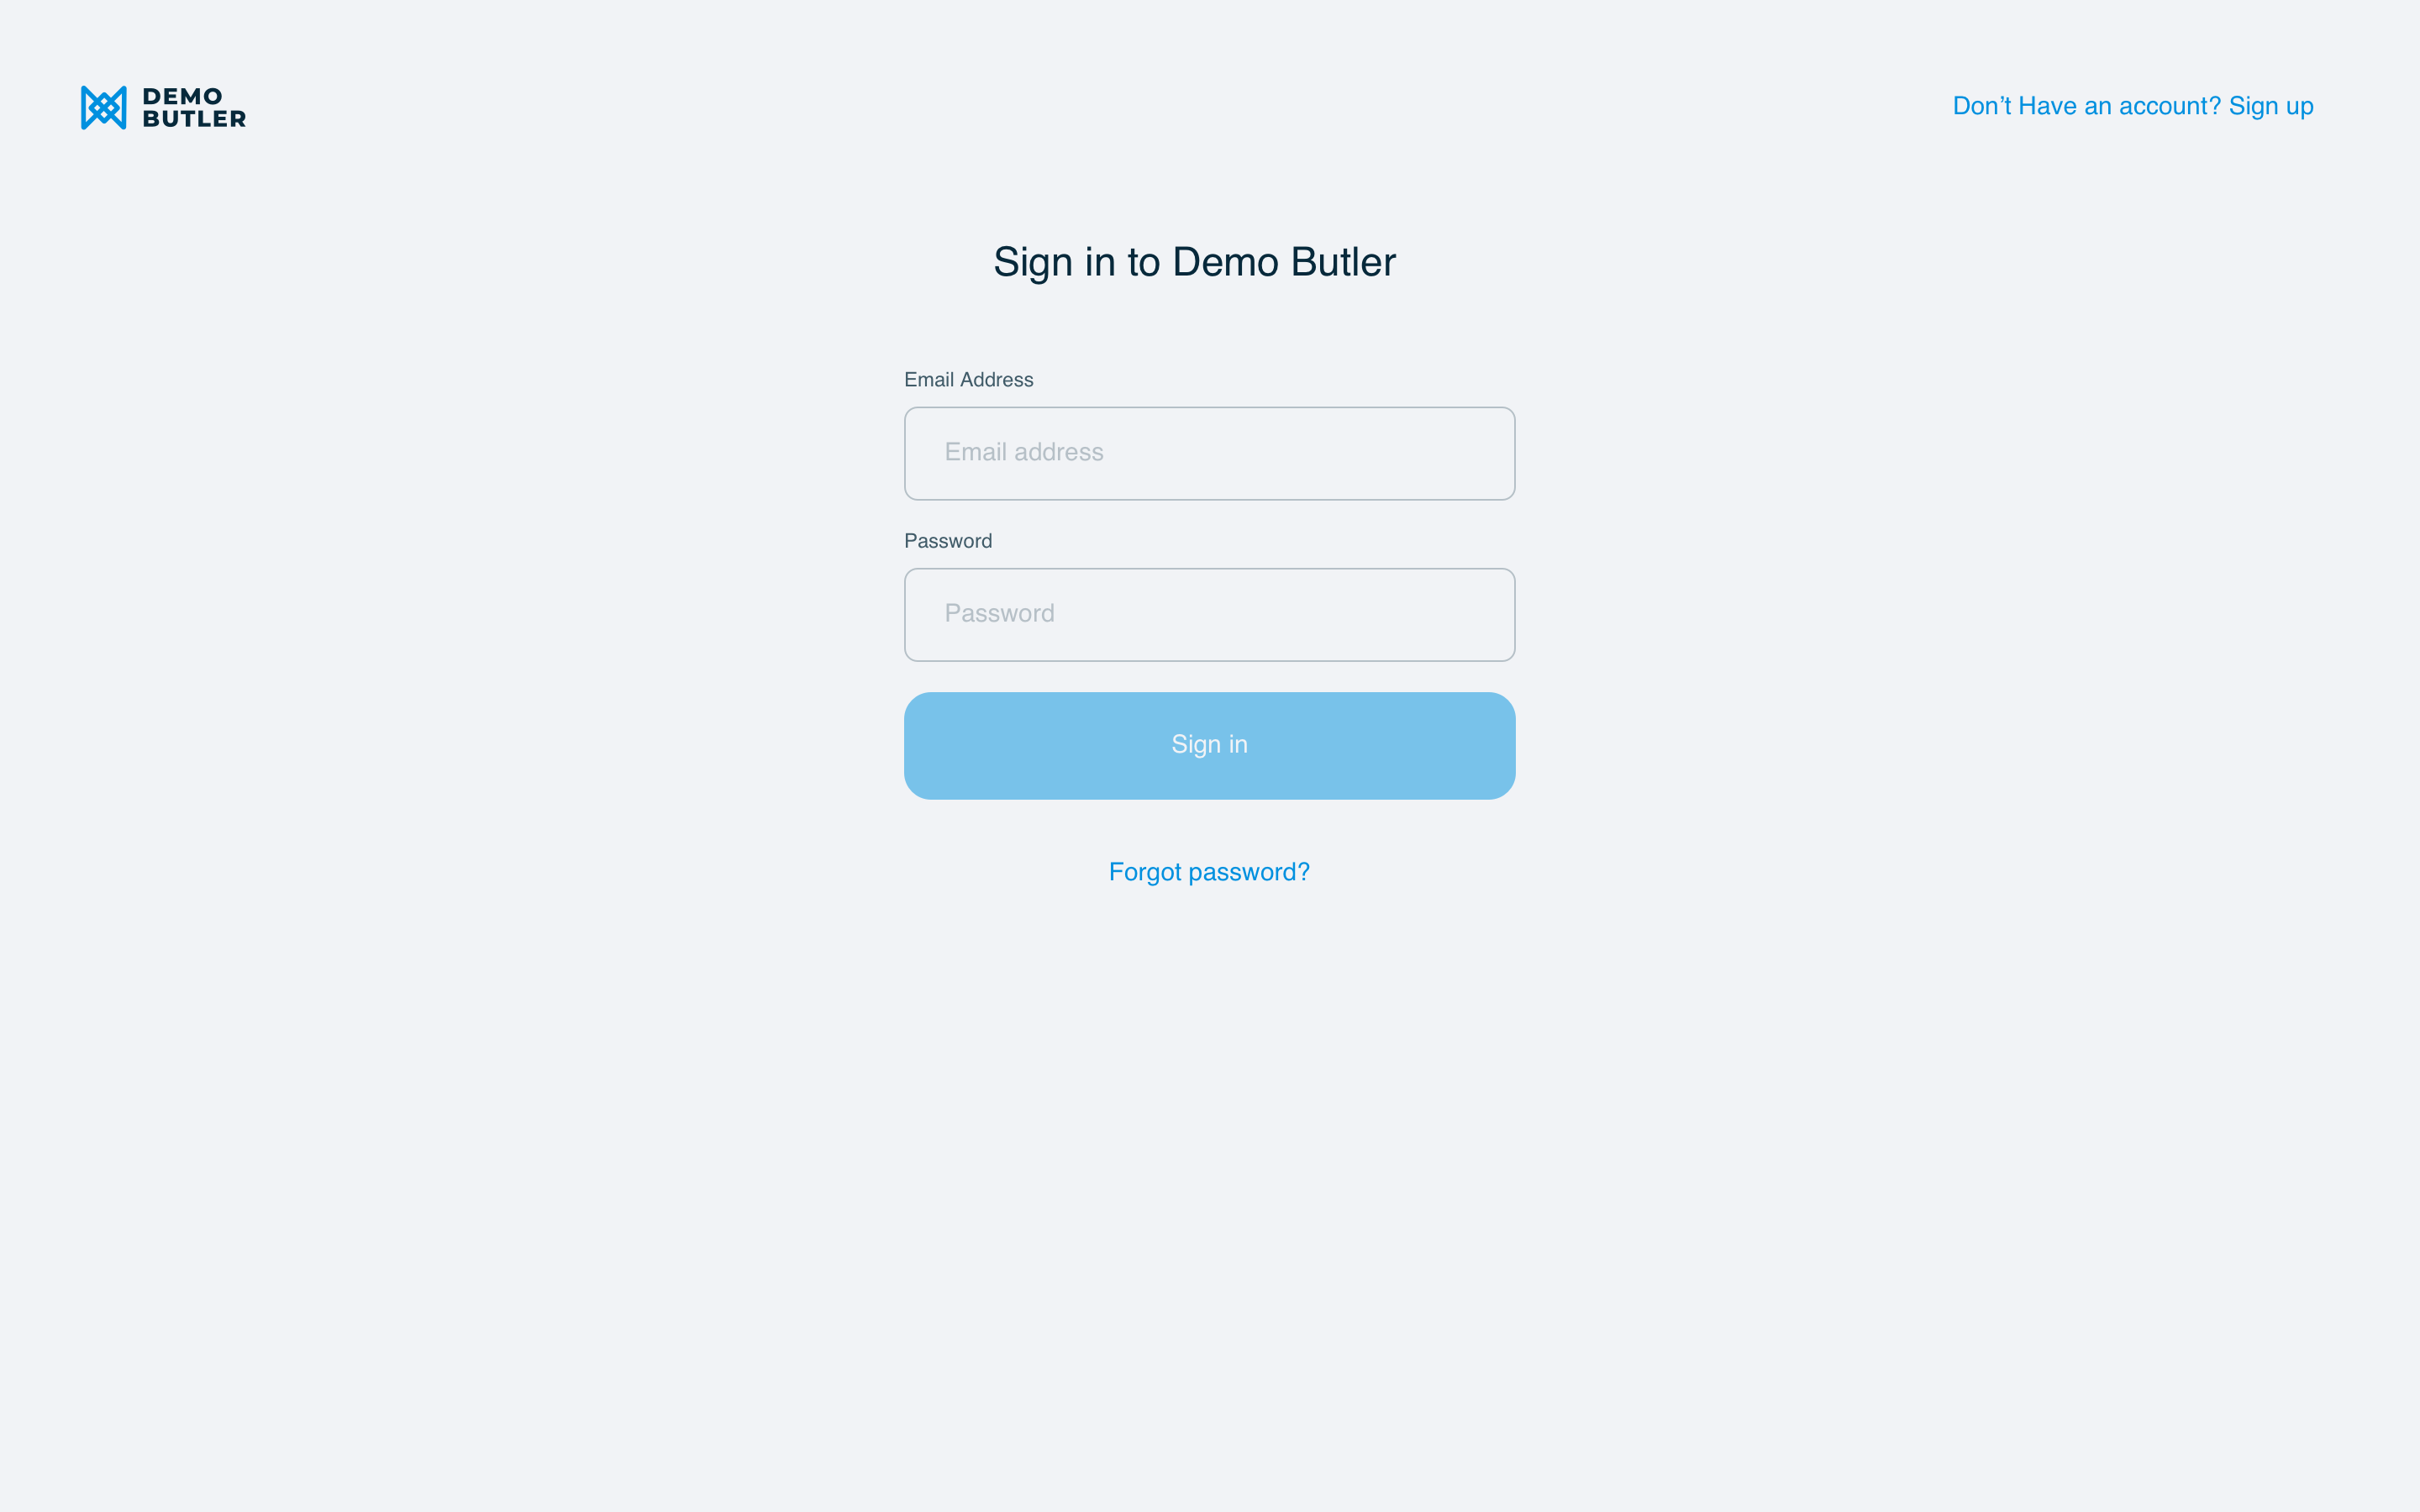 DEMO
BUTLER
Don’t Have an account? Sign up
Sign in to Demo Butler
Email Address
Email address
Password
Password
Sign in
Forgot password?